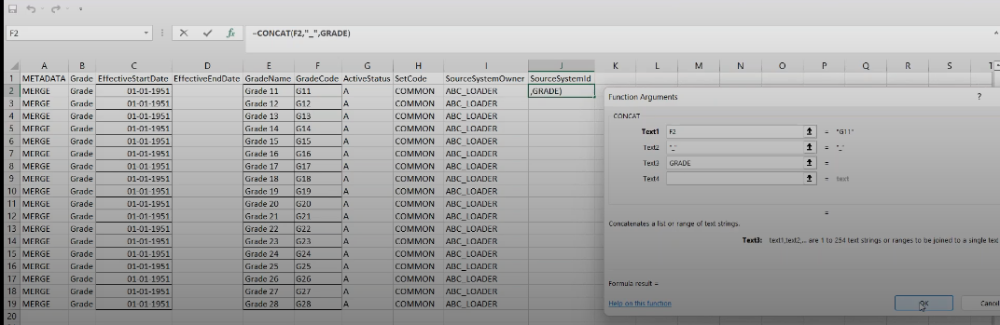 F2
fx
=CONCAT(F2,"_",GRADE)
A B C D E F G H I J K L M N O P Q R S T
1 METADATA Grade EffectiveStartDate EffectiveEndDate GradeName GradeCode ActiveStatus SetCode SourceSystemOwner SourceSystemId
2 MERGE Grade 01-01-1951 Grade 11 G11 A COMMON ABC_LOADER ,GRADE)
3 MERGE Grade 01-01-1951 Grade 12 G12 A COMMON ABC_LOADER
4 MERGE Grade 01-01-1951 Grade 13 G13 A COMMON ABC_LOADER
5 MERGE Grade 01-01-1951 Grade 14 G14 A COMMON ABC_LOADER
6 MERGE Grade 01-01-1951 Grade 15 G15 A COMMON ABC_LOADER
7 MERGE Grade 01-01-1951 Grade 16 G16 A COMMON ABC_LOADER
8 MERGE Grade 01-01-1951 Grade 17 G17 A COMMON ABC_LOADER
9 MERGE Grade 01-01-1951 Grade 18 G18 A COMMON ABC_LOADER
10 MERGE Grade 01-01-1951 Grade 19 G19 A COMMON ABC_LOADER
11 MERGE Grade 01-01-1951 Grade 20 G20 A COMMON ABC_LOADER
12 MERGE Grade 01-01-1951 Grade 21 G21 A COMMON ABC_LOADER
13 MERGE Grade 01-01-1951 Grade 22 G22 A COMMON ABC_LOADER
14 MERGE Grade 01-01-1951 Grade 23 G23 A COMMON ABC_LOADER
15 MERGE Grade 01-01-1951 Grade 24 G24 A COMMON ABC_LOADER
16 MERGE Grade 01-01-1951 Grade 25 G25 A COMMON ABC_LOADER
17 MERGE Grade 01-01-1951 Grade 26 G26 A COMMON ABC_LOADER
18 MERGE Grade 01-01-1951 Grade 27 G27 A COMMON ABC_LOADER
19 MERGE Grade 01-01-1951 Grade 28 G28 A COMMON ABC_LOADER
20
Function Arguments ?
CONCAT
Text1 F2 = "G11"
Text2 "_" = "_"
Text3 GRADE =
Text4 = text
=
Concatenates a list or range of text strings.
Text3: text1,text2,... are 1 to 254 text strings or ranges to be joined to a single text
Formula result =
Help on this function
OK
Cancel